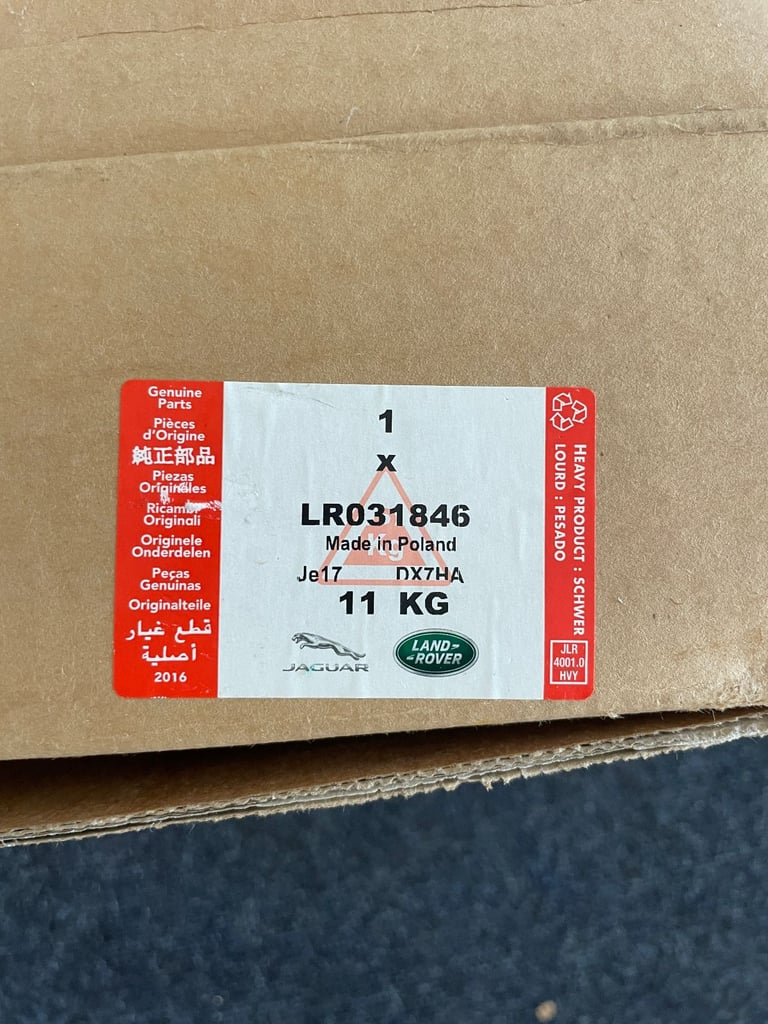 Genuine
Parts
Pièces
d'Origine
純正部品
Piezas
Originales
Ricambi
Originali
Originele
Onderdelen
Peças
Genuinas
Originalteile
قطع غيار
أصلية
2016
1
x
LR031846
Made in Poland
Je17 DX7HA
11 KG
Kg
JAGUAR
LAND-
-ROVER
HEAVY PRODUCT : SCHWER
LOURD : PESADO
JLR
4001.0
HVY